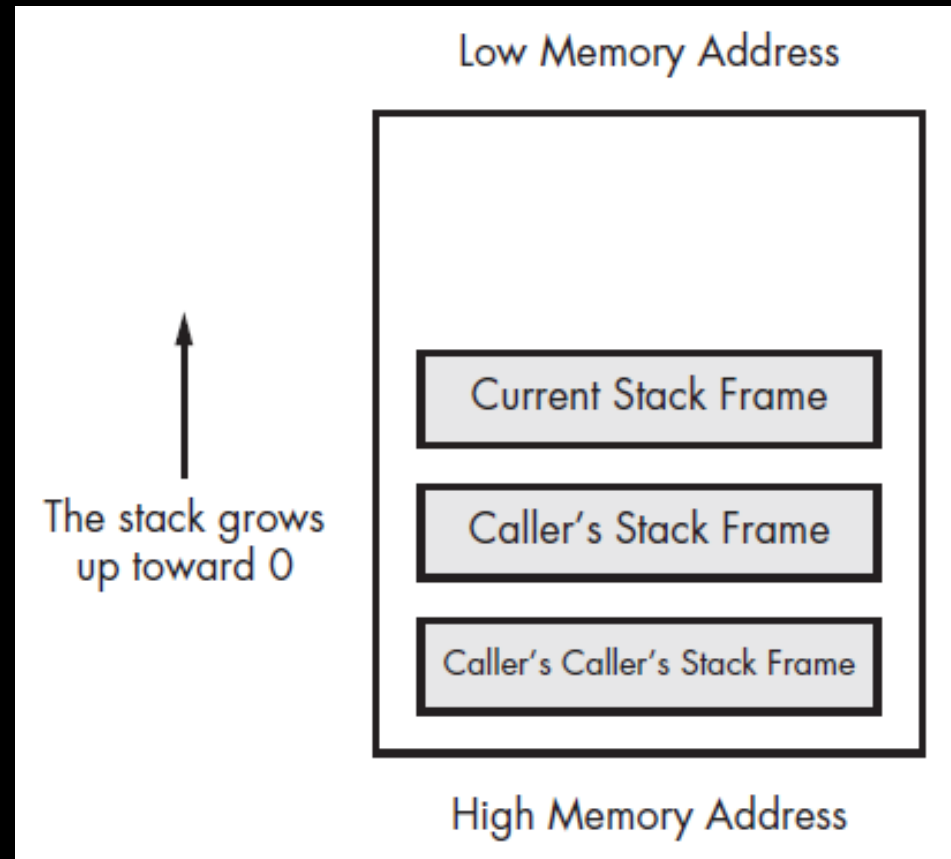 Low Memory Address
Current Stack Frame
The stack grows
up toward 0
Caller’s Stack Frame
Caller’s Caller’s Stack Frame
High Memory Address